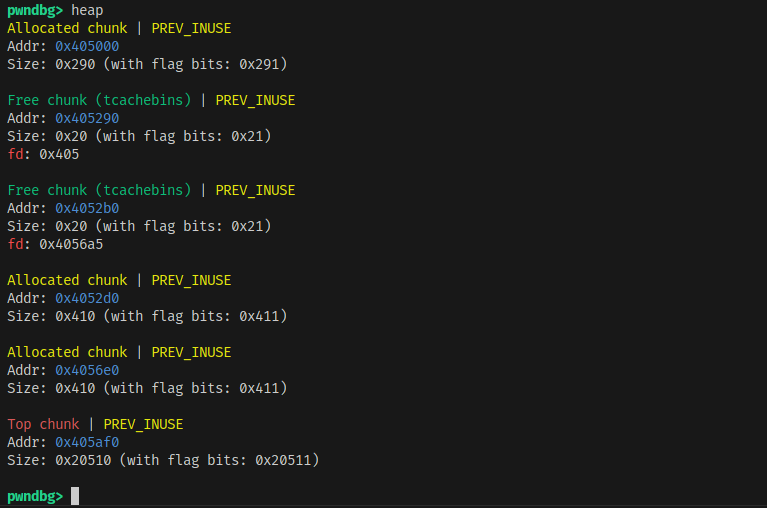 pwndbg> heap
Allocated chunk | PREV_INUSE
Addr: 0x405000
Size: 0x290 (with flag bits: 0x291)
Free chunk (tcachebins) | PREV_INUSE
Addr: 0x405290
Size: 0x20 (with flag bits: 0x21)
fd: 0x405
Free chunk (tcachebins) | PREV_INUSE
Addr: 0x4052b0
Size: 0x20 (with flag bits: 0x21)
fd: 0x4056a5
Allocated chunk | PREV_INUSE
Addr: 0x4052d0
Size: 0x410 (with flag bits: 0x411)
Allocated chunk | PREV_INUSE
Addr: 0x4056e0
Size: 0x410 (with flag bits: 0x411)
Top chunk | PREV_INUSE
Addr: 0x405af0
Size: 0x20510 (with flag bits: 0x20511)
pwndbg>